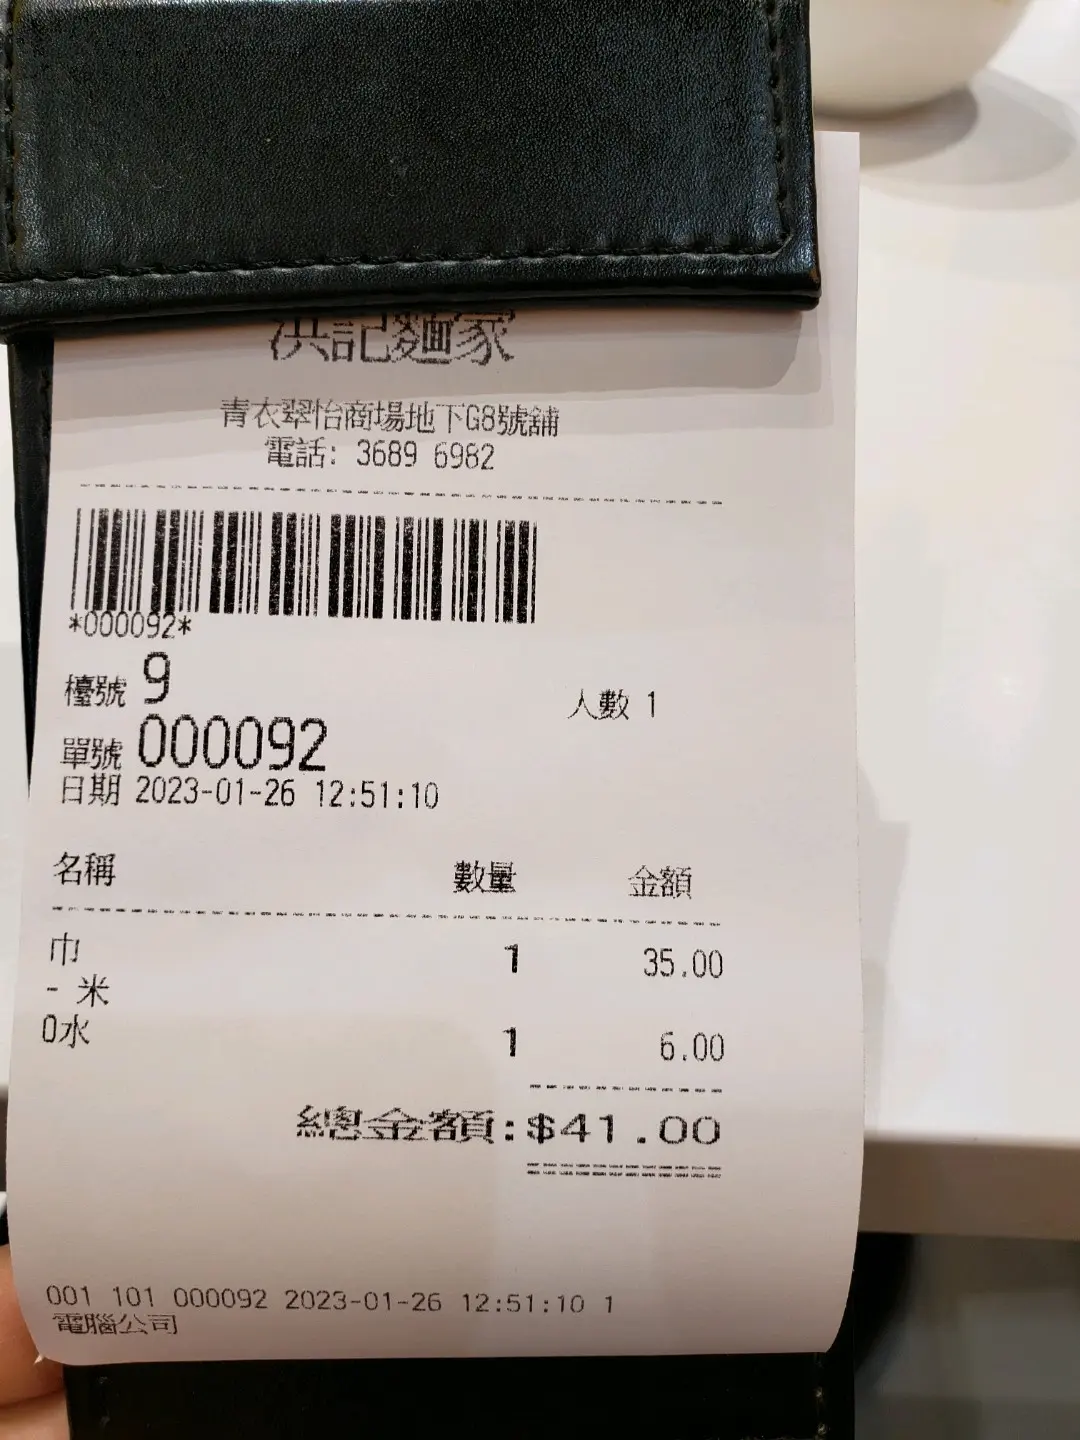 洪記麵家
青衣翠怡商場地下G8號舖
電話: 3689 6982
*000092*
檯號 9 人數 1
單號 000092
日期 2023-01-26 12:51:10
名稱 數量 金額
巾 1 35.00
- 米
0水 1 6.00
總金額:$41.00
001 101 000092 2023-01-26 12:51:10 1
電腦公司